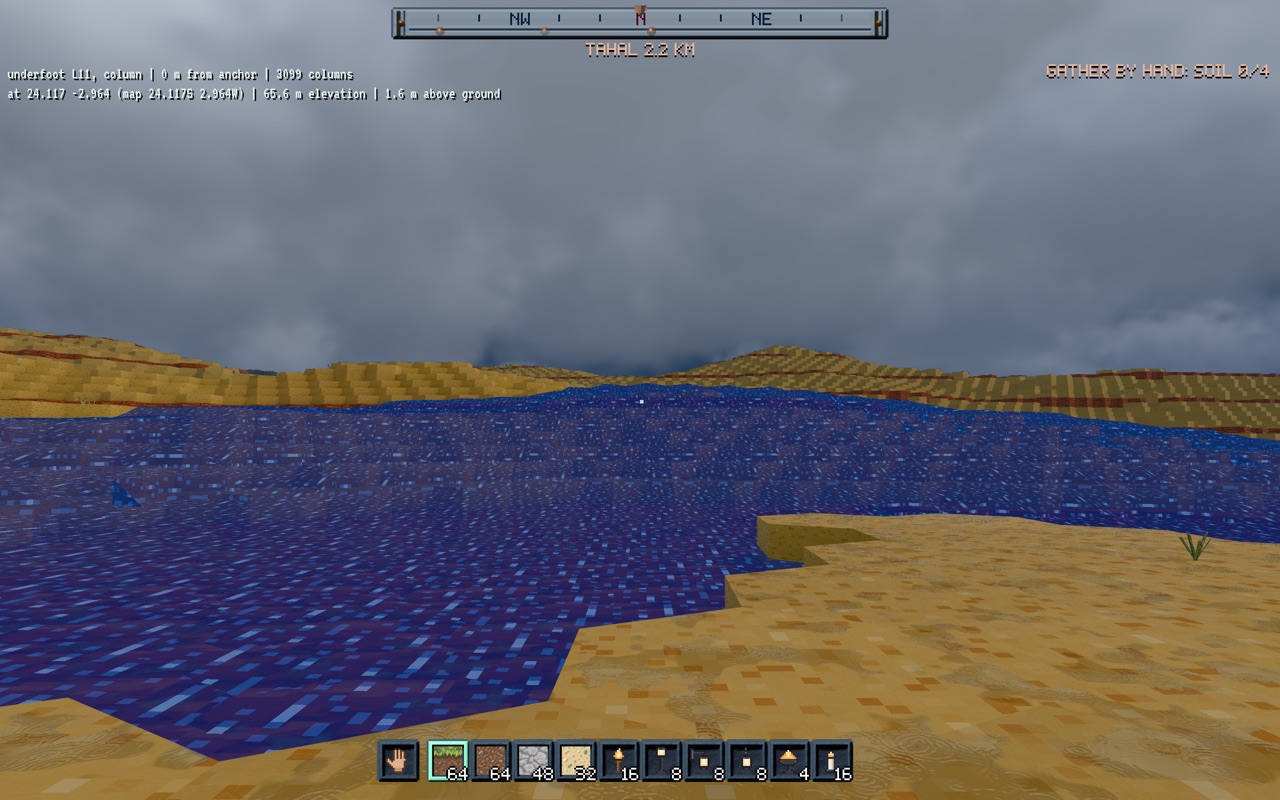 NW N NE
TAHAL 2.2 KM
underfoot L11, column | 0 m from anchor | 3099 columns
GATHER BY HAND: SOIL 0/4
at 24.117 -2.964 (map 24.117S 2.964W) | 65.6 m elevation | 1.6 m above ground
64 64 48 32 16 8 8 8 4 16